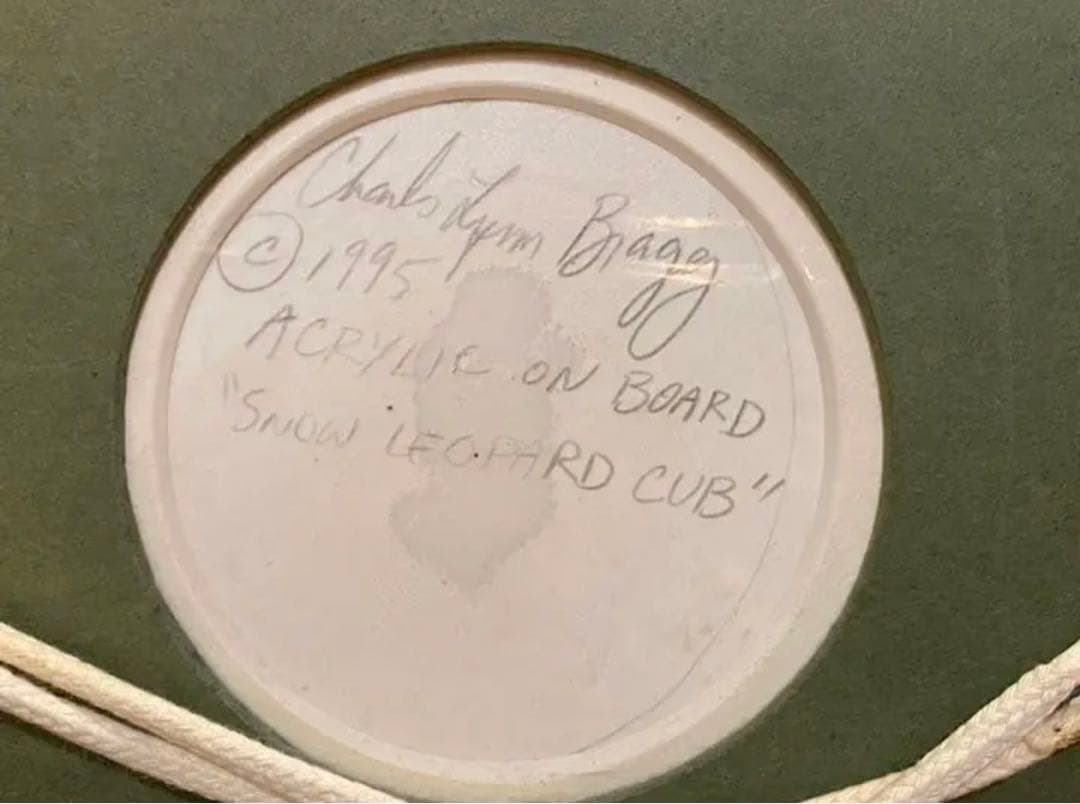 Charles Lynn Bragg
© 1995
ACRYLIC ON BOARD
"SNOW LEOPARD CUB"